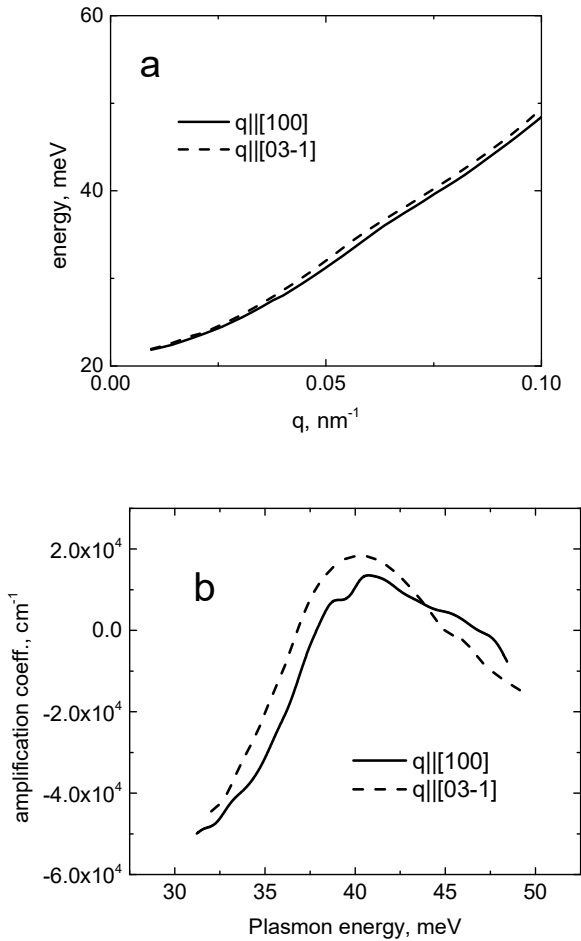 60
a
q||[100]
q||[03-1]
40
energy, meV
20
0.00
0.05
0.10
q, nm⁻¹
2.0x10⁴
b
0.0
-2.0x10⁴
amplification coeff., cm⁻¹
q||[100]
q||[03-1]
-4.0x10⁴
-6.0x10⁴
30
35
40
45
50
Plasmon energy, meV